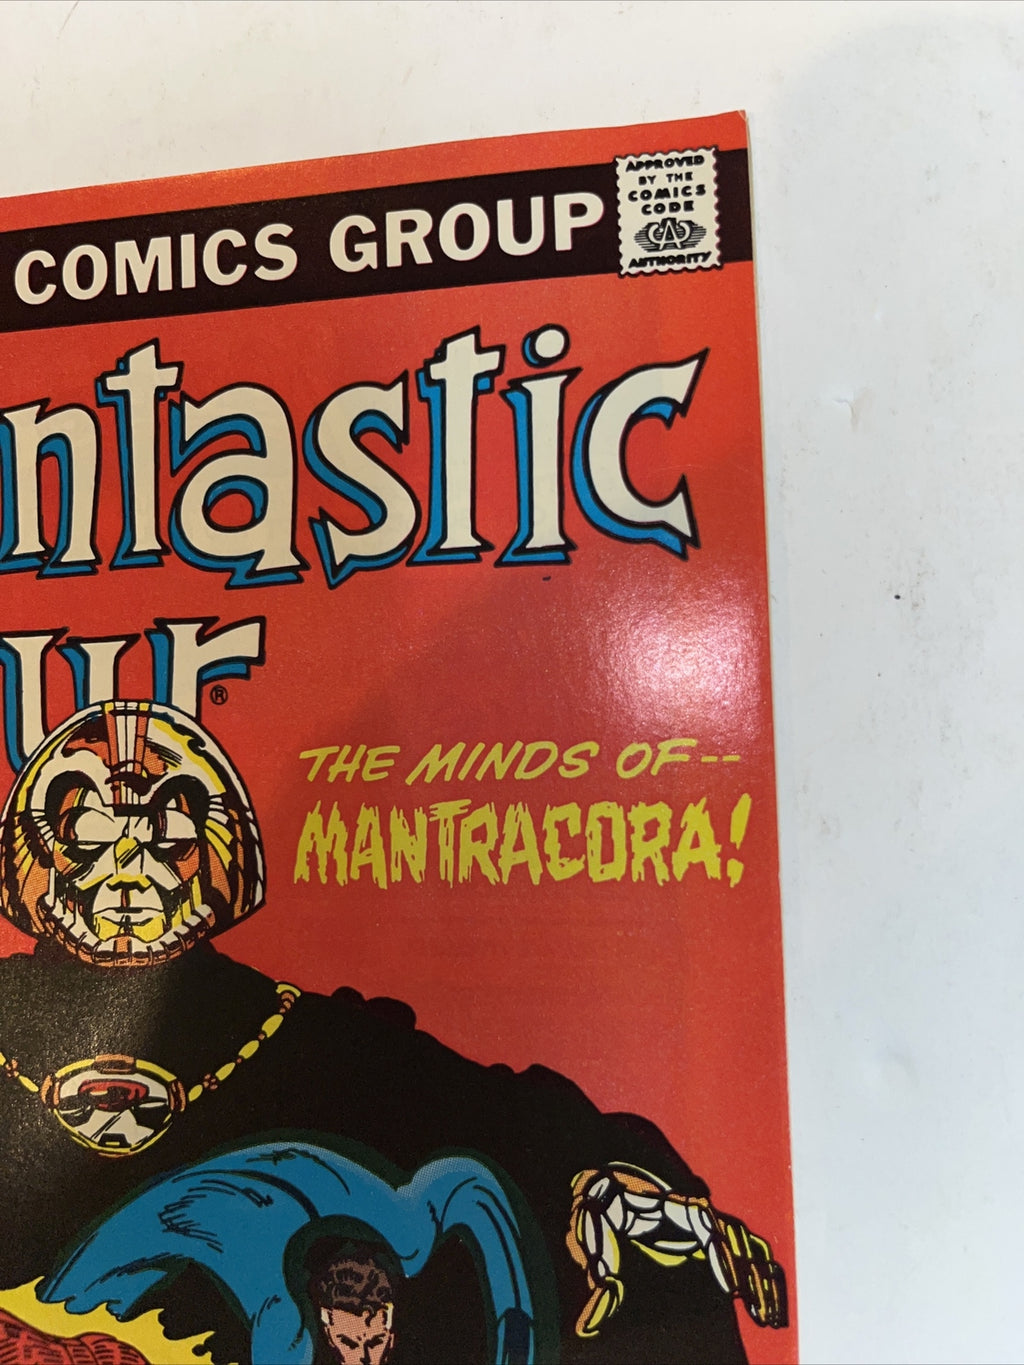 COMICS GROUP
APPROVED
BY THE
COMICS
CODE
CA
AUTHORITY
ntastic
ur®
THE MINDS OF--
MANTRACORA!